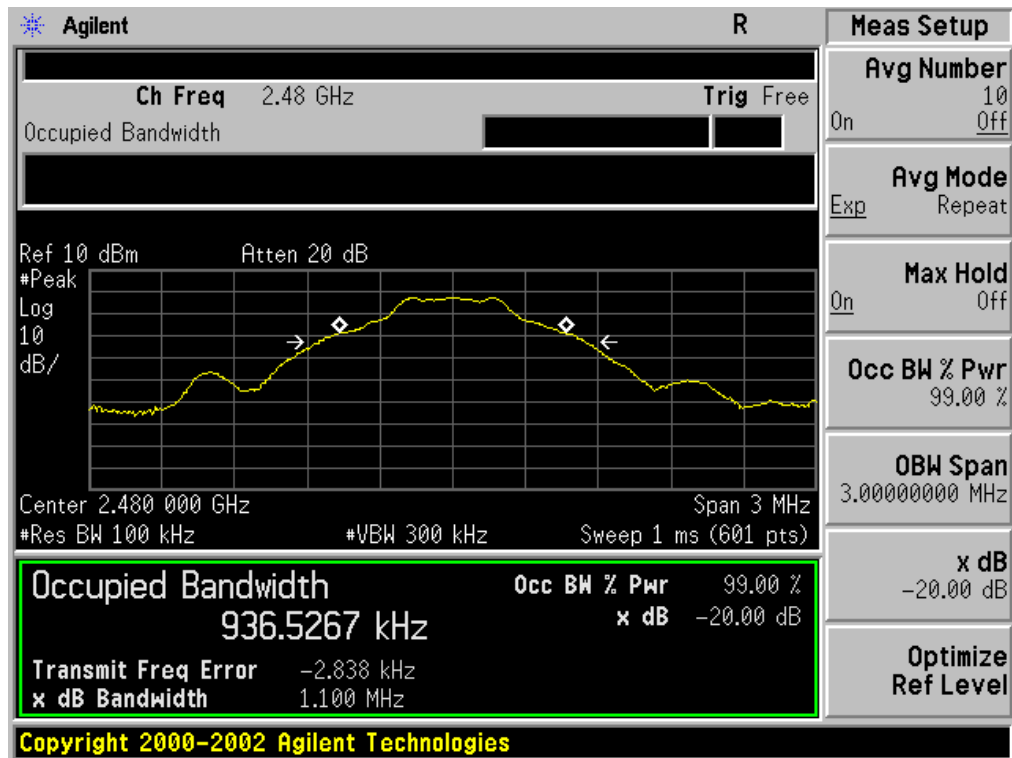 Agilent R Meas Setup
Ch Freq 2.48 GHz Trig Free
Occupied Bandwidth
Ref 10 dBm Atten 20 dB
#Peak
Log
10
dB/
Center 2.480 000 GHz Span 3 MHz
#Res BW 100 kHz #VBW 300 kHz Sweep 1 ms (601 pts)
Occupied Bandwidth Occ BW % Pwr 99.00 %
936.5267 kHz x dB -20.00 dB
Transmit Freq Error -2.838 kHz
x dB Bandwidth 1.100 MHz
Copyright 2000-2002 Agilent Technologies
Avg Number
10
On Off
Avg Mode
Exp Repeat
Max Hold
On Off
Occ BW % Pwr
99.00 %
OBW Span
3.00000000 MHz
x dB
-20.00 dB
Optimize
Ref Level